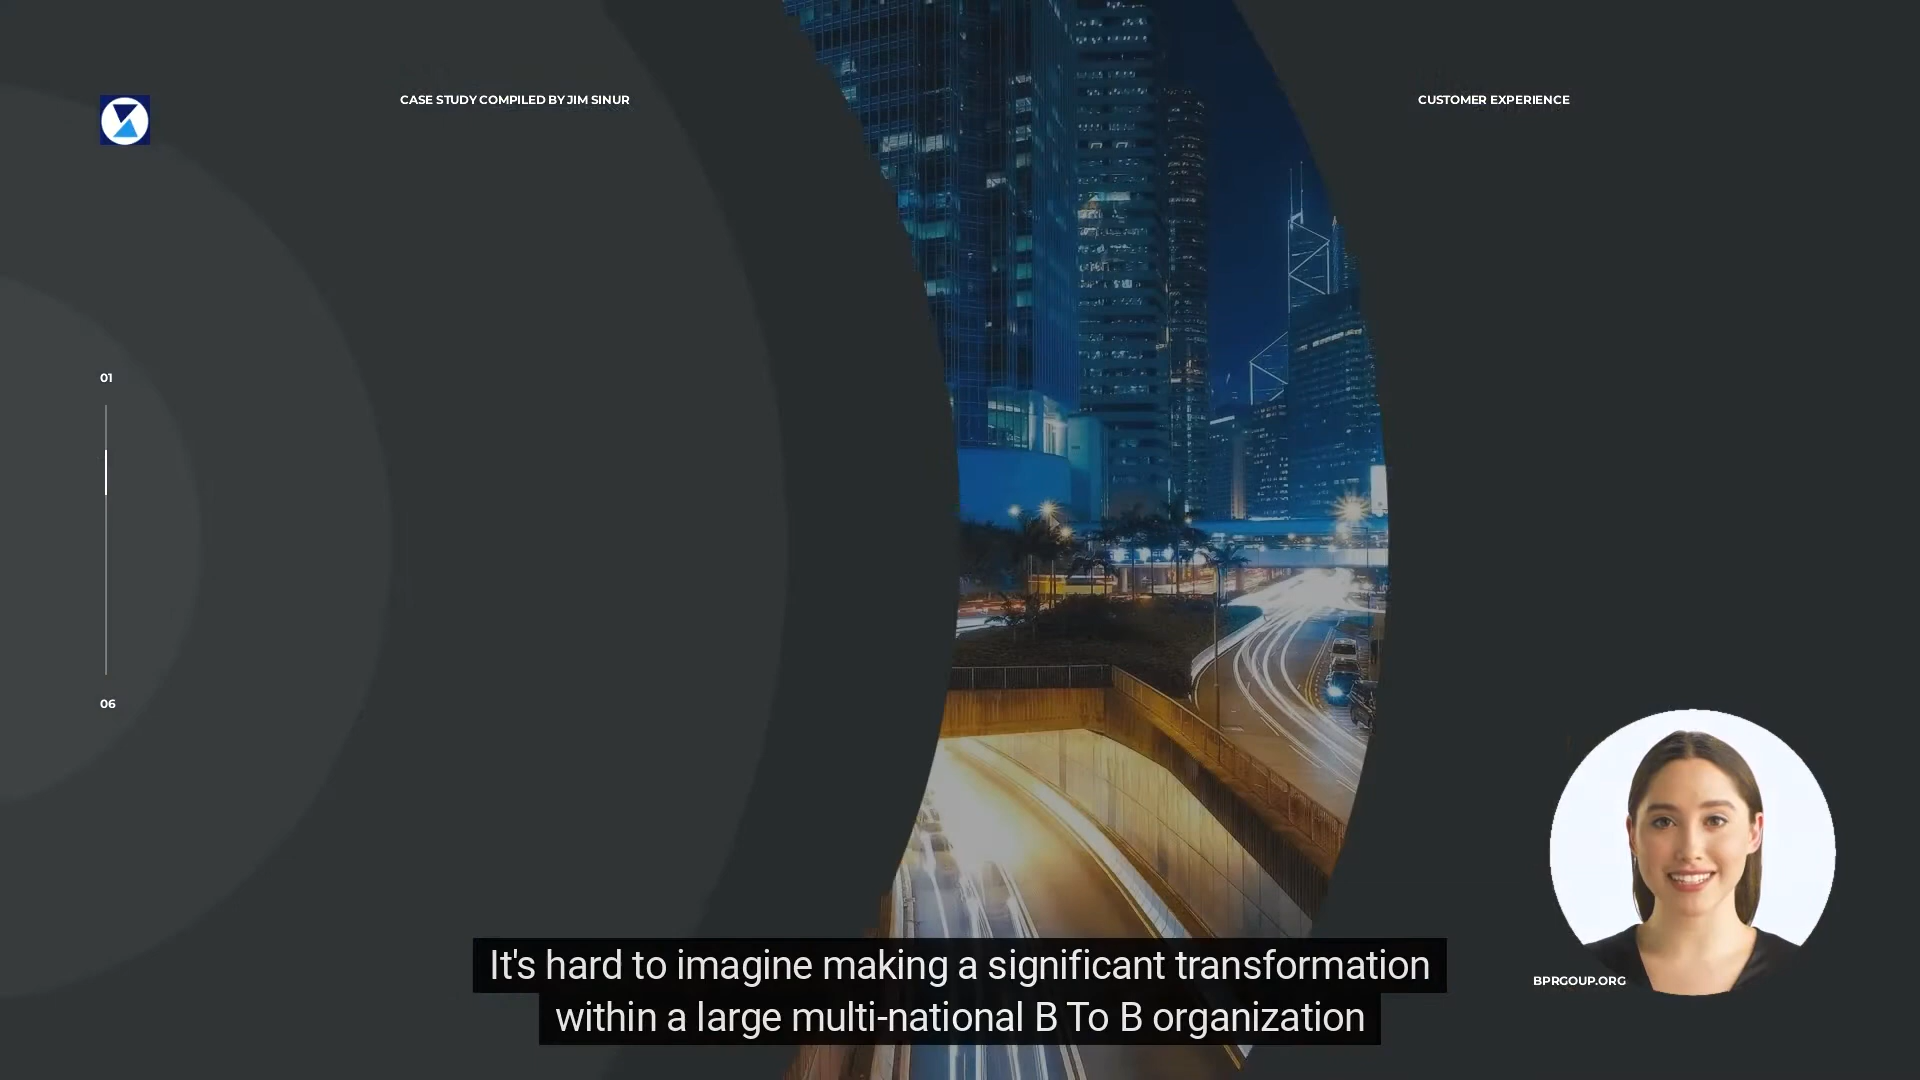 CASE STUDY COMPILED BY JIM SINUR
CUSTOMER EXPERIENCE
01
06
BPRGOUP.ORG
It's hard to imagine making a significant transformation
within a large multi-national B To B organization